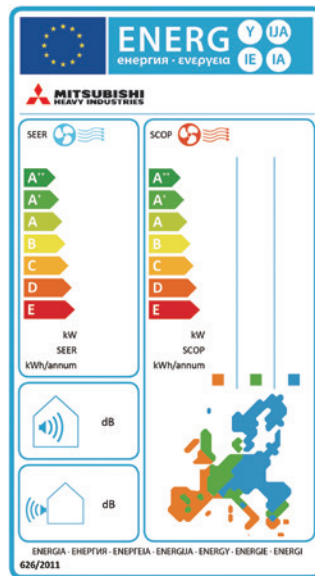 ENERG Y IJA
енергия · ενεργεια IE IA
MITSUBISHI
HEAVY INDUSTRIES
SEER
A++
A+
A
B
C
D
E
kW
SEER
kWh/annum
SCOP
A++
A+
A
B
C
D
E
kW
SCOP
kWh/annum
dB
dB
ENERGIA · ЕНЕРГИЯ · ΕΝΕΡΓΕΙΑ · ENERGIJA · ENERGY · ENERGIE · ENERGI
626/2011